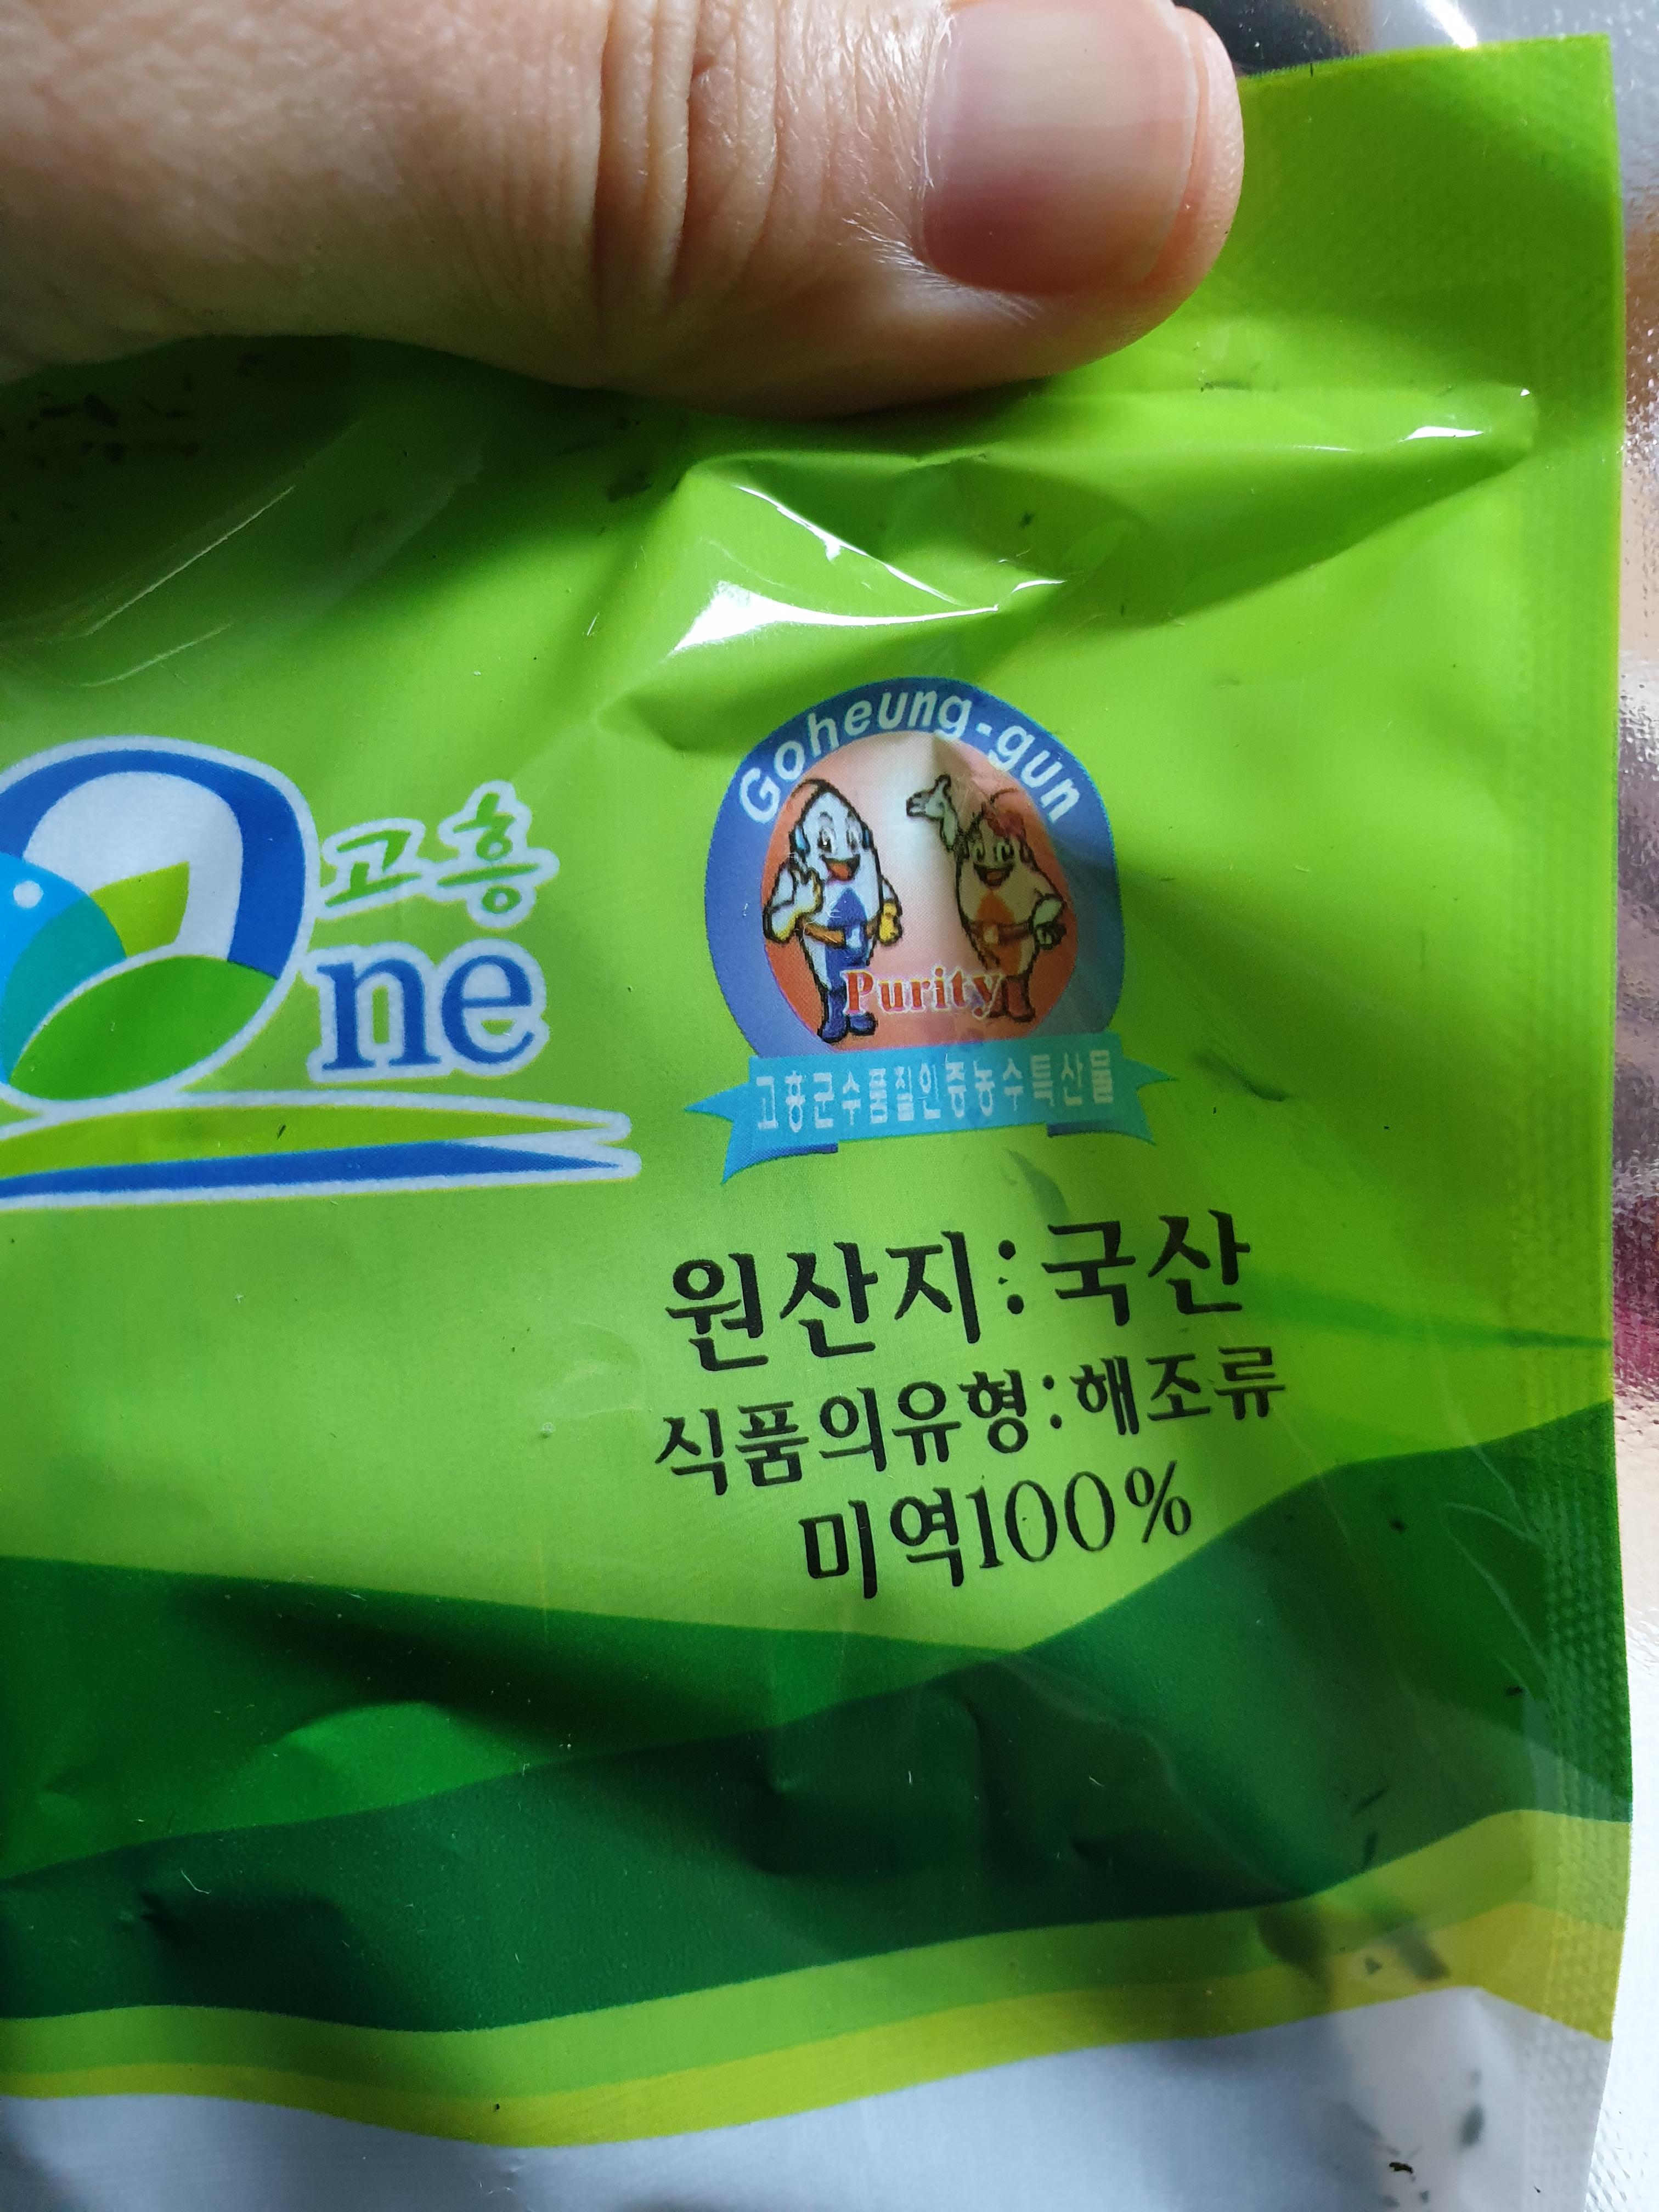 Goheung-gun
고흥
One
Purity
고흥군수품질인증농수특산물
원산지:국산
식품의유형:해조류
미역100%